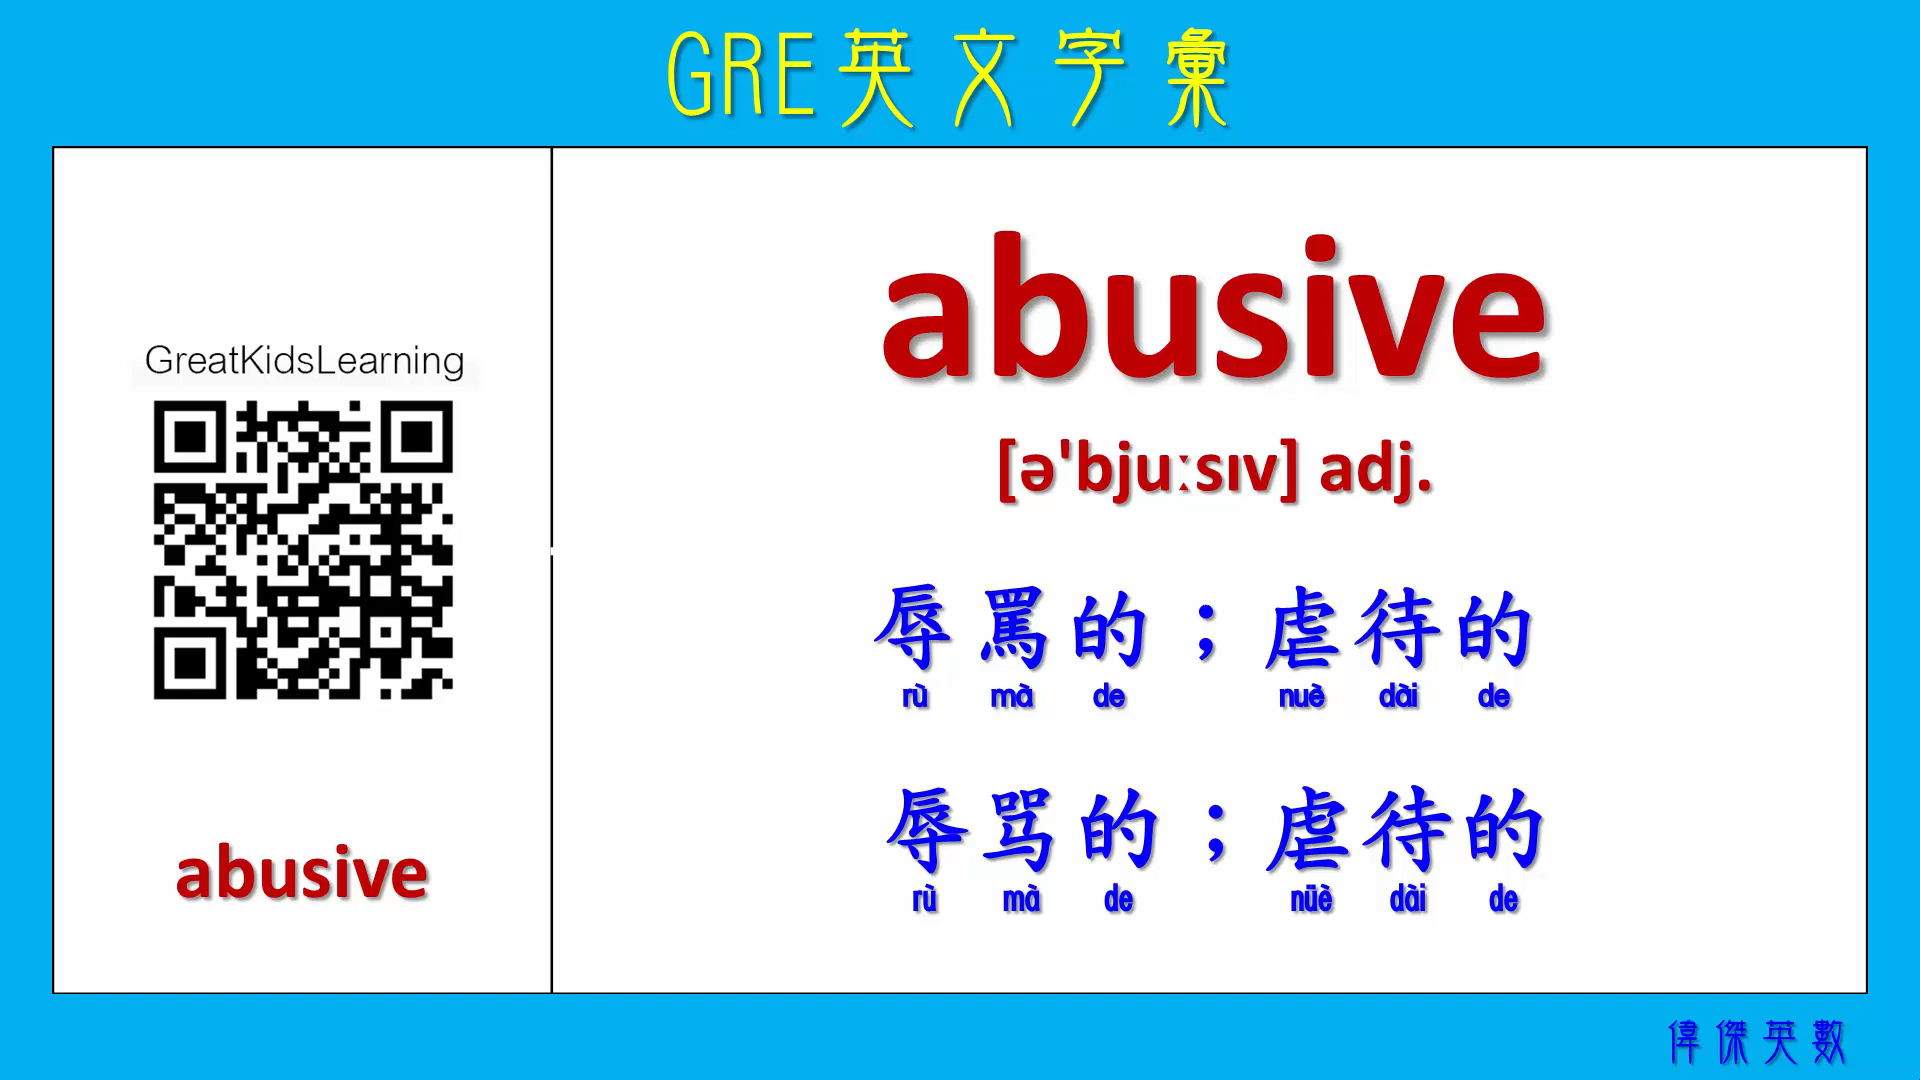 GRE英文字彙
GreatKidsLearning
abusive
abusive
[ə'bjuːsɪv] adj.
辱罵的；虐待的
rù mà de nuè dài de
辱骂的；虐待的
rù mà de nüè dài de
偉傑英數